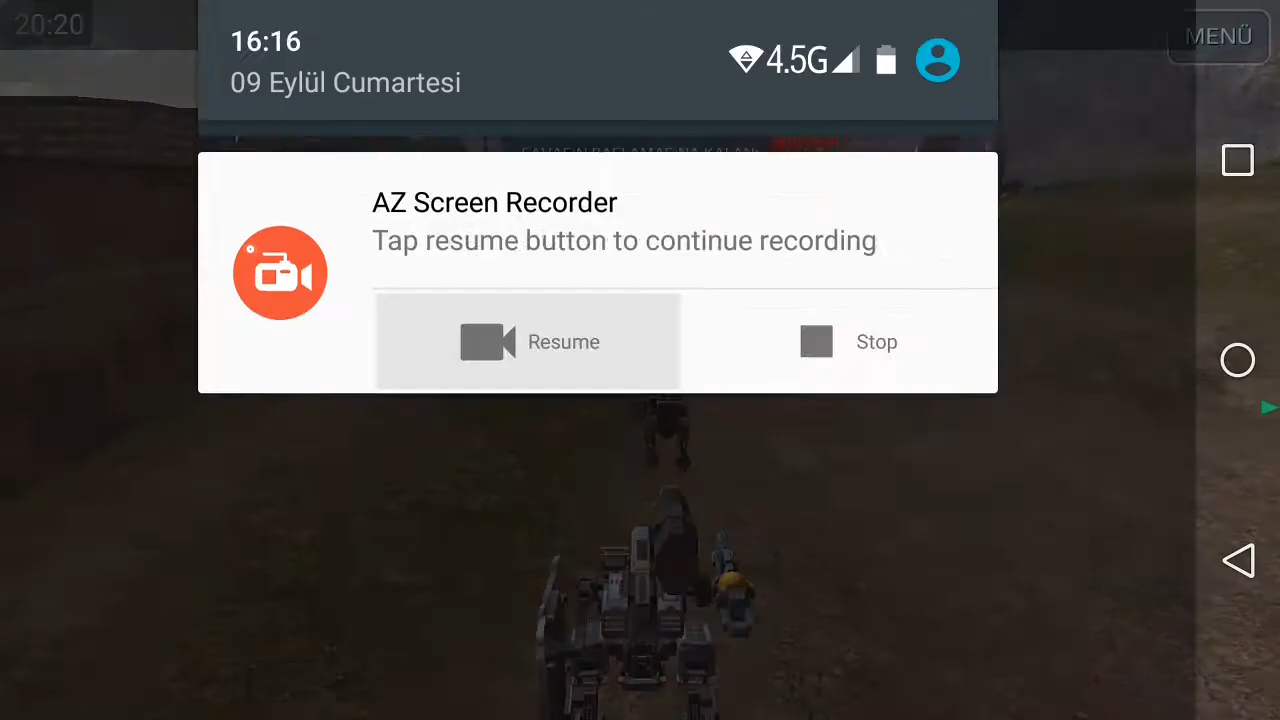 20:20
MENÜ
16:16
4.5G
09 Eylül Cumartesi
AZ Screen Recorder
Tap resume button to continue recording
Resume
Stop